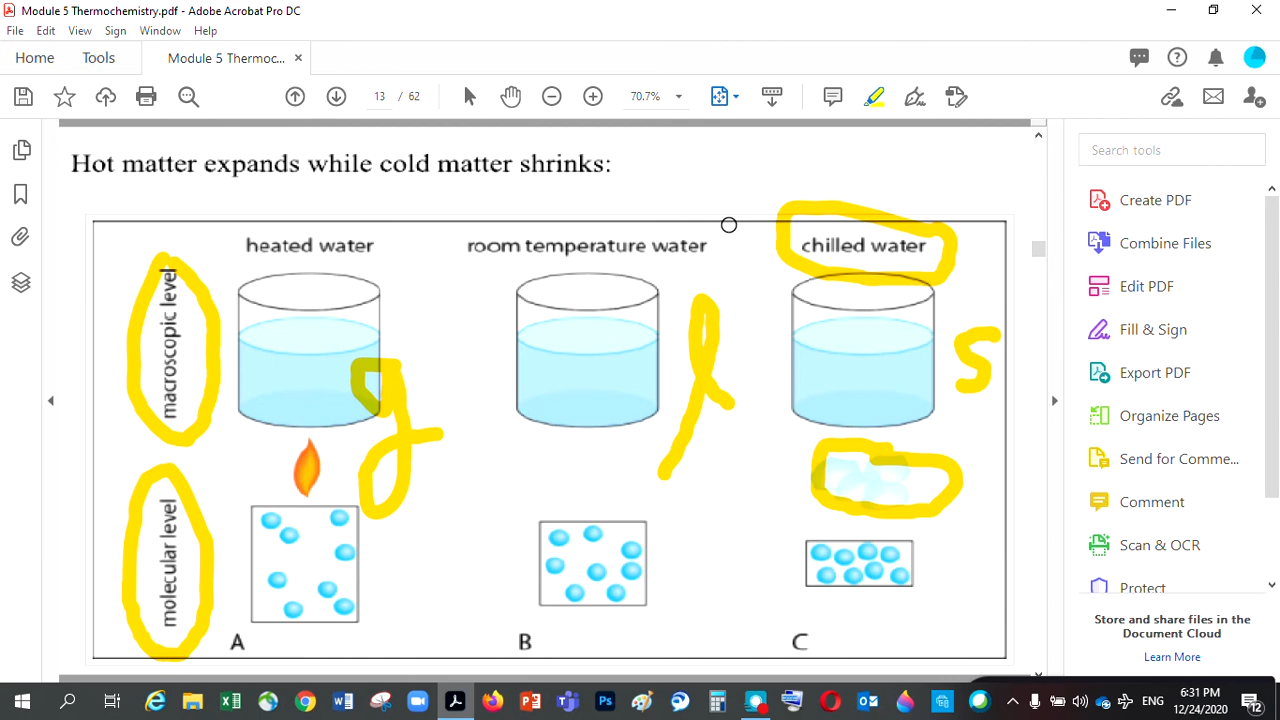 Module 5 Thermochemistry.pdf - Adobe Acrobat Pro DC
File Edit View Sign Window Help
Home Tools Module 5 Thermoc... ×
13 / 62 70.7%
Hot matter expands while cold matter shrinks:
heated water room temperature water chilled water
macroscopic level
g l s
molecular level
A B C
Search tools
Create PDF
Combine Files
Edit PDF
Fill & Sign
Export PDF
Organize Pages
Send for Comme...
Comment
Scan & OCR
Protect
Store and share files in the
Document Cloud
Learn More
ENG 6:31 PM
12/24/2020 12